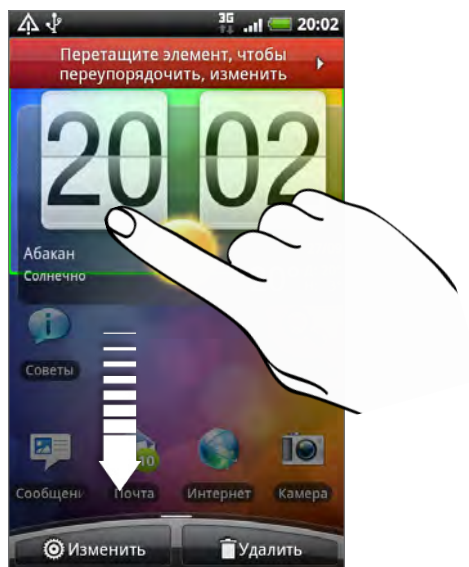 3G 20:02
Перетащите элемент, чтобы
переупорядочить, изменить
20 02
Абакан
Солнечно
Советы
10
Сообщени Почта Интернет Камера
Изменить Удалить